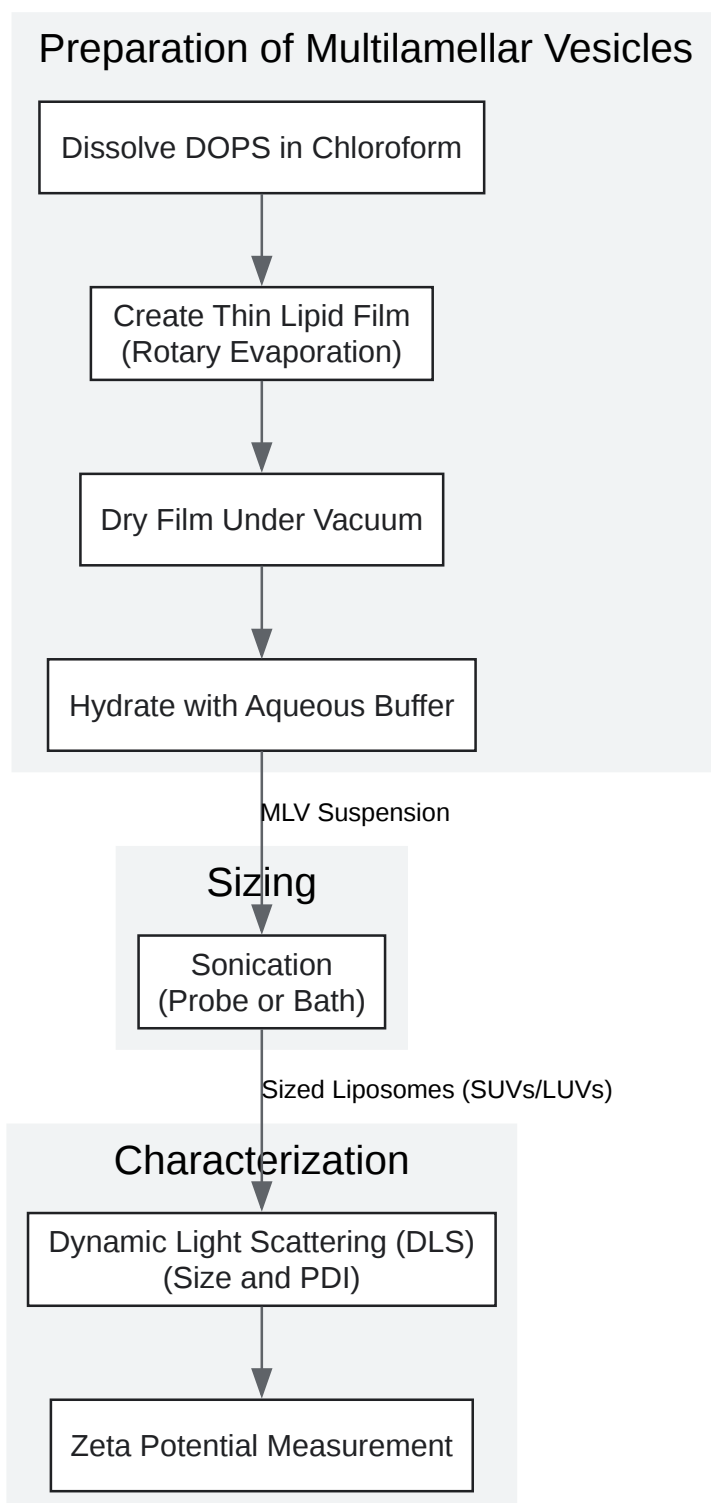 Preparation of Multilamellar Vesicles
Dissolve DOPS in Chloroform
Create Thin Lipid Film
(Rotary Evaporation)
Dry Film Under Vacuum
Hydrate with Aqueous Buffer
MLV Suspension
Sizing
Sonication
(Probe or Bath)
Sized Liposomes (SUVs/LUVs)
Characterization
Dynamic Light Scattering (DLS)
(Size and PDI)
Zeta Potential Measurement